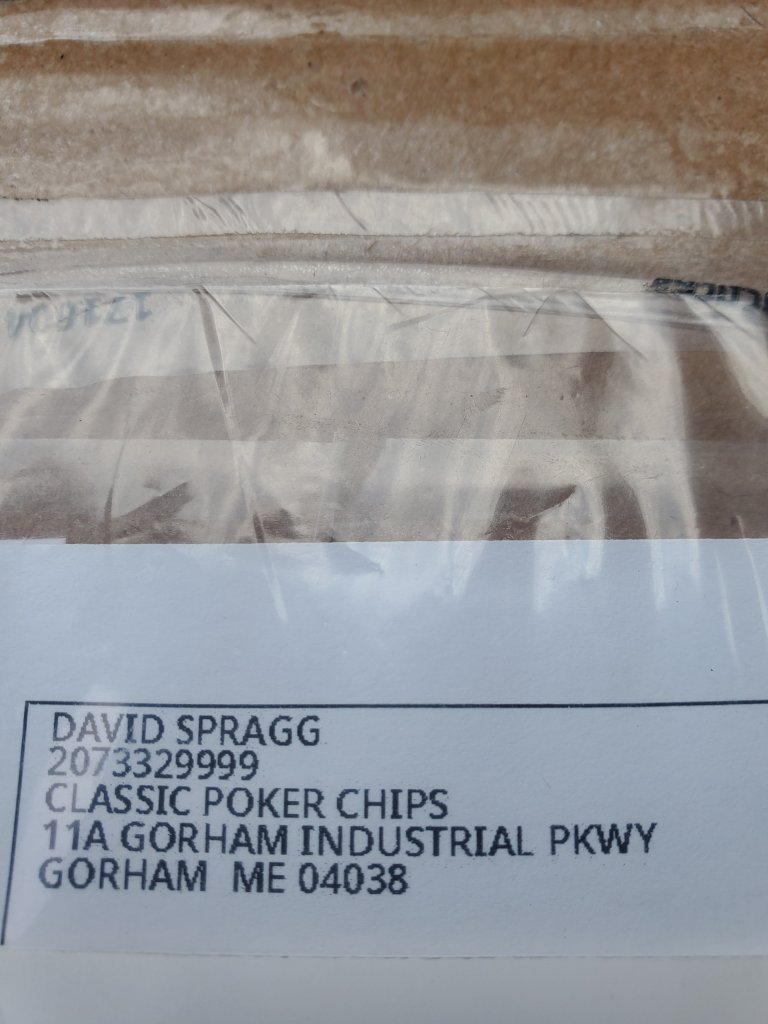 DAVID SPRAGG
2073329999
CLASSIC POKER CHIPS
11A GORHAM INDUSTRIAL PKWY
GORHAM ME 04038